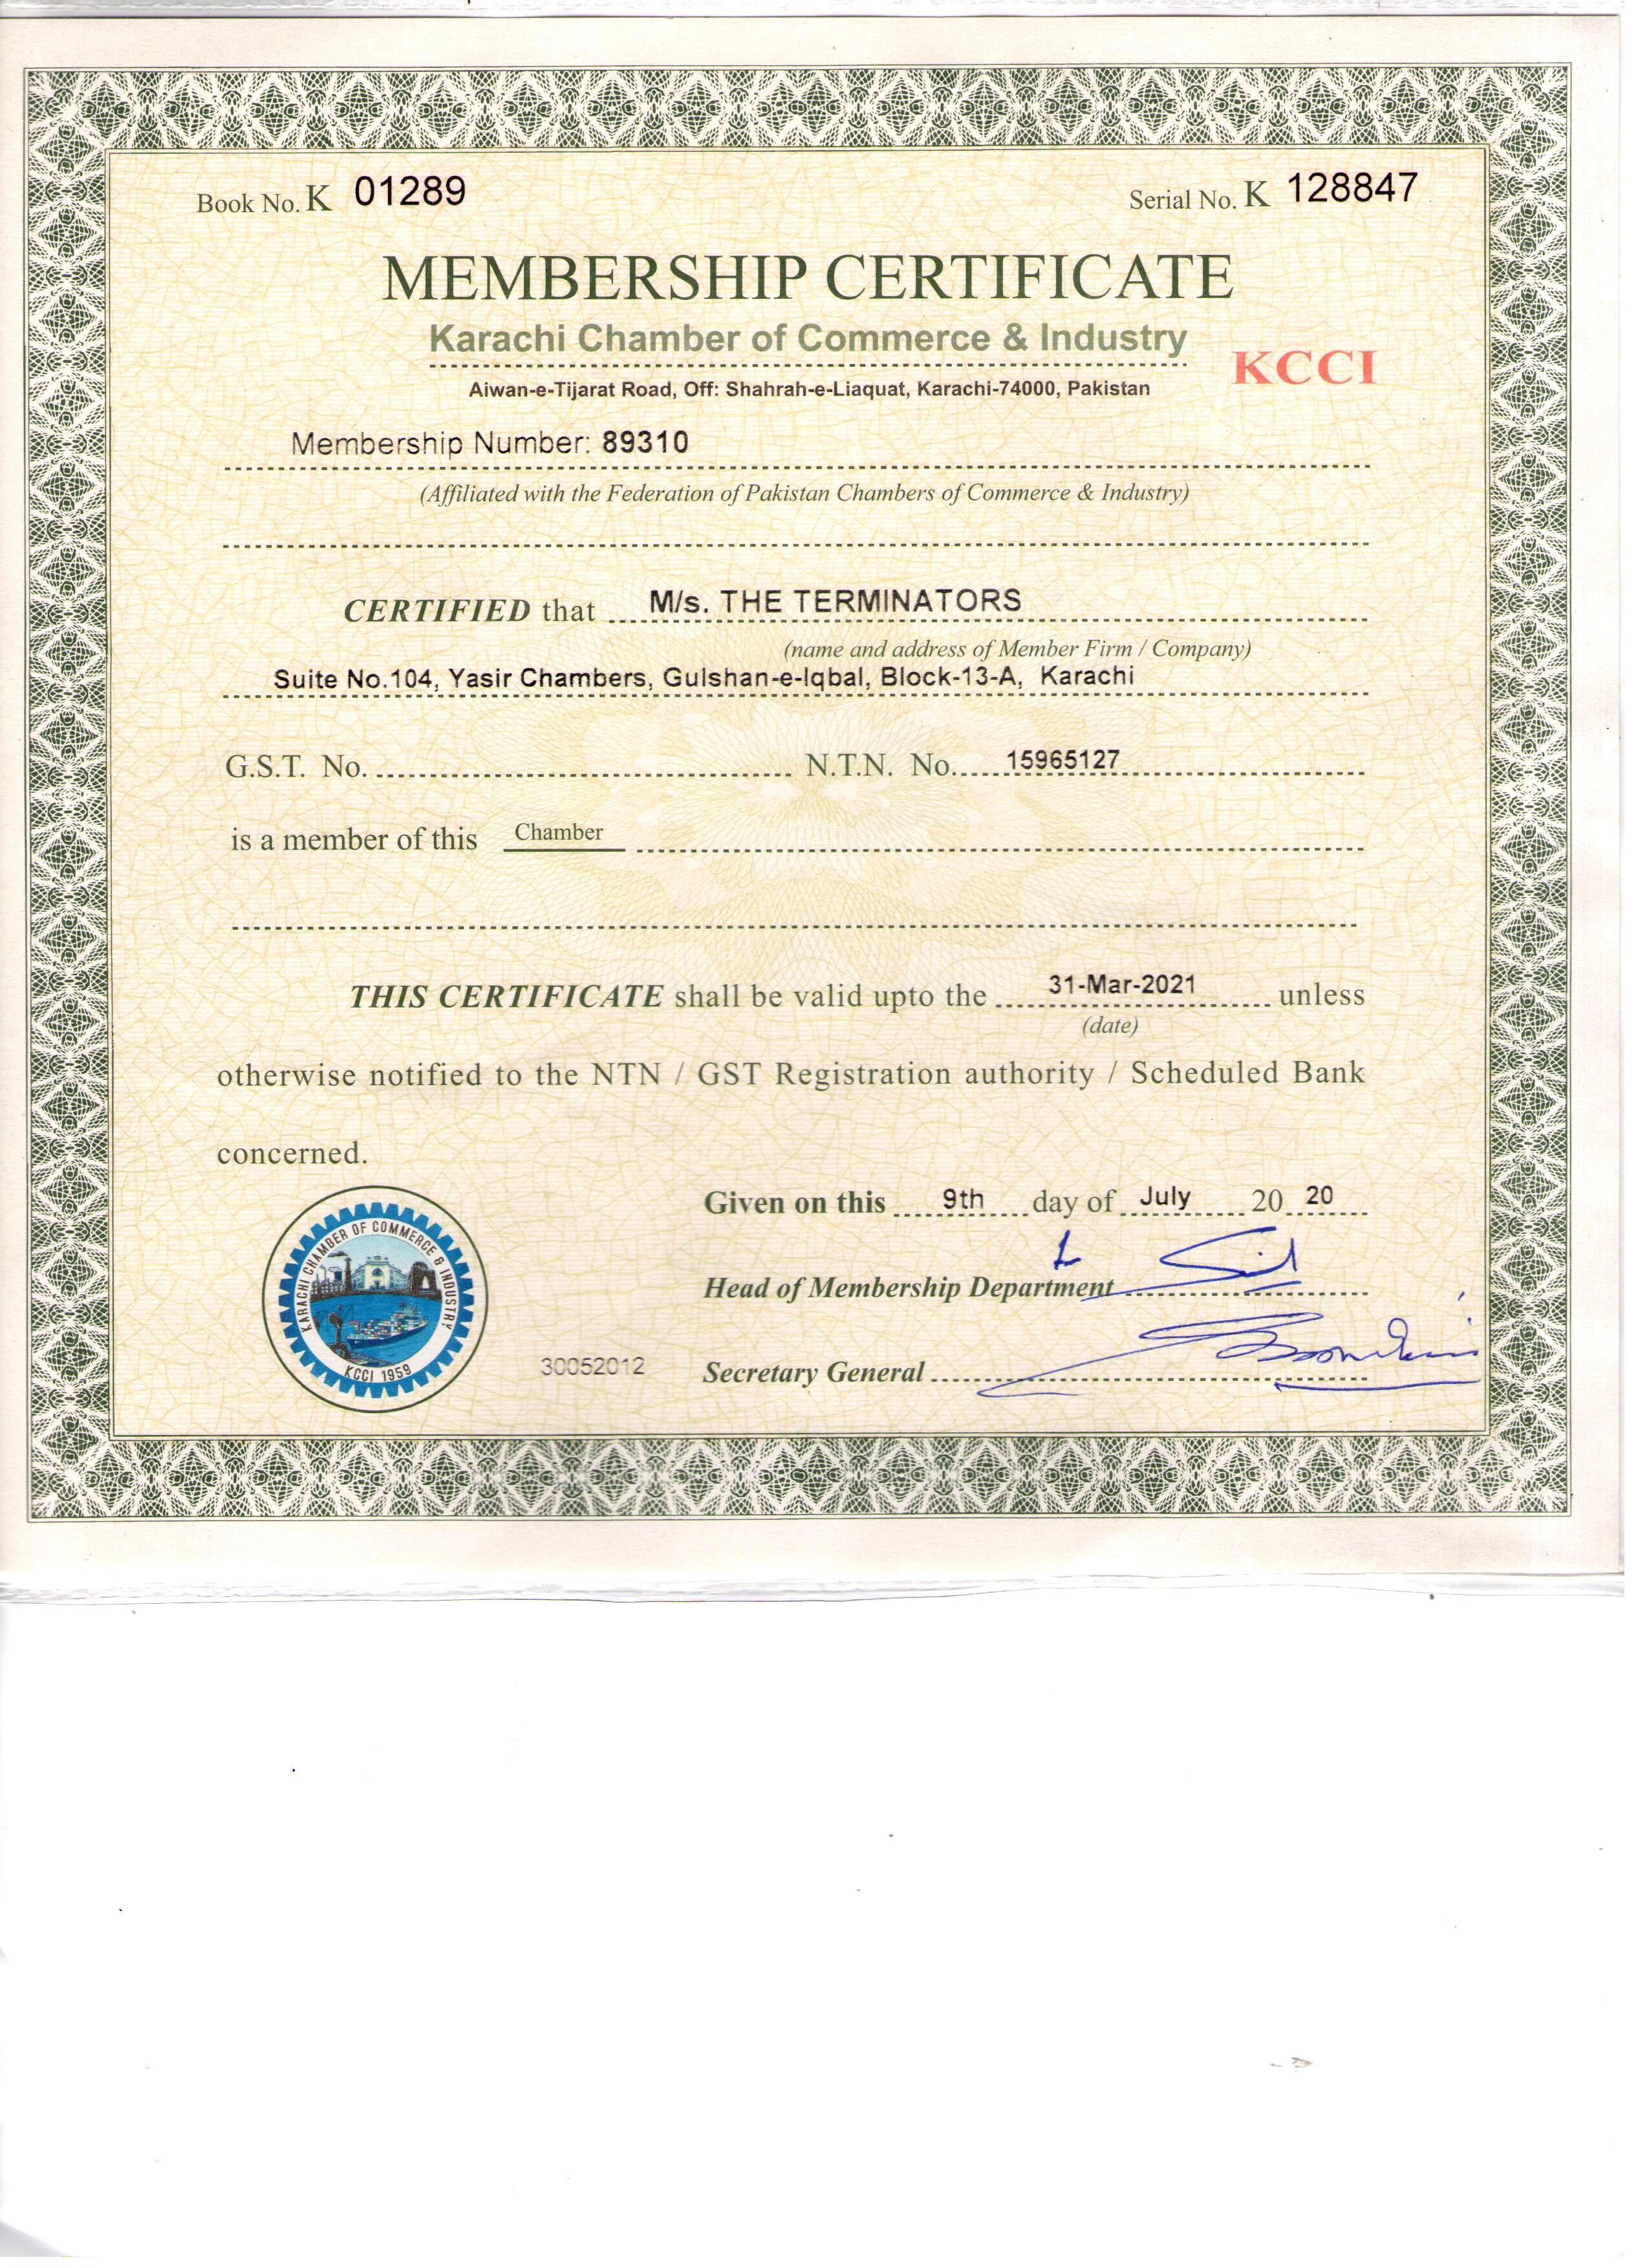 Book No. K 01289
Serial No. K 128847
MEMBERSHIP CERTIFICATE
Karachi Chamber of Commerce & Industry
KCCI
Aiwan-e-Tijarat Road, Off: Shahrah-e-Liaquat, Karachi-74000, Pakistan
Membership Number: 89310
(Affiliated with the Federation of Pakistan Chambers of Commerce & Industry)
CERTIFIED that M/s. THE TERMINATORS
(name and address of Member Firm / Company)
Suite No.104, Yasir Chambers, Gulshan-e-Iqbal, Block-13-A, Karachi
G.S.T. No. N.T.N. No. 15965127
is a member of this Chamber
THIS CERTIFICATE shall be valid upto the 31-Mar-2021 unless
(date)
otherwise notified to the NTN / GST Registration authority / Scheduled Bank
concerned.
Given on this 9th day of July 20 20
Head of Membership Department
Secretary General
30052012
KARACHI CHAMBER OF COMMERCE & INDUSTRY
KCCI 1959